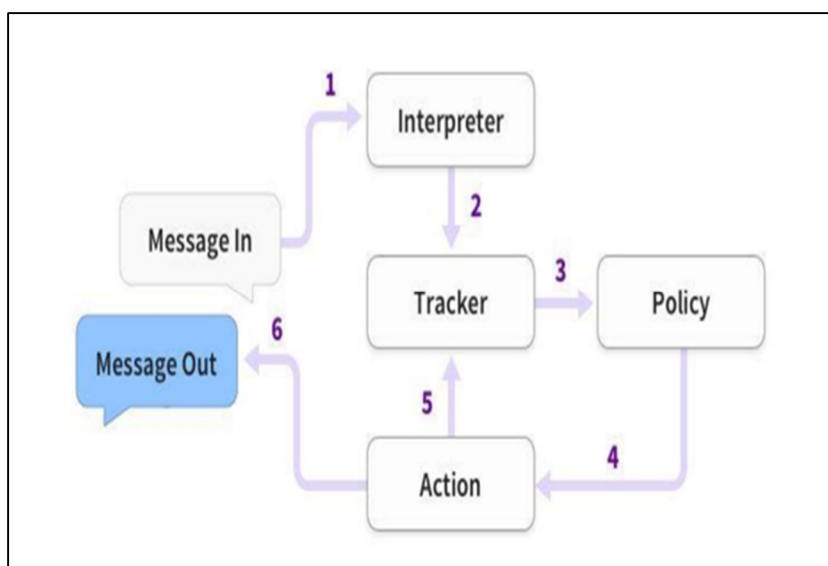 1
Interpreter
2
Message In
Tracker
3
Policy
6
Message Out
5
4
Action